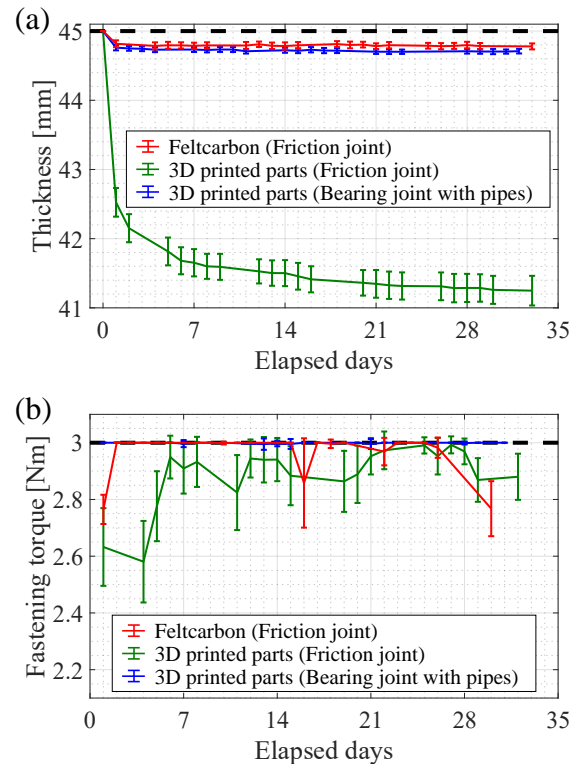 (a)
45
44
43
42
41
Thickness [mm]
Feltcarbon (Friction joint)
3D printed parts (Friction joint)
3D printed parts (Bearing joint with pipes)
0 7 14 21 28 35
Elapsed days
(b)
3
2.8
2.6
2.4
2.2
Fastening torque [Nm]
Feltcarbon (Friction joint)
3D printed parts (Friction joint)
3D printed parts (Bearing joint with pipes)
0 7 14 21 28 35
Elapsed days